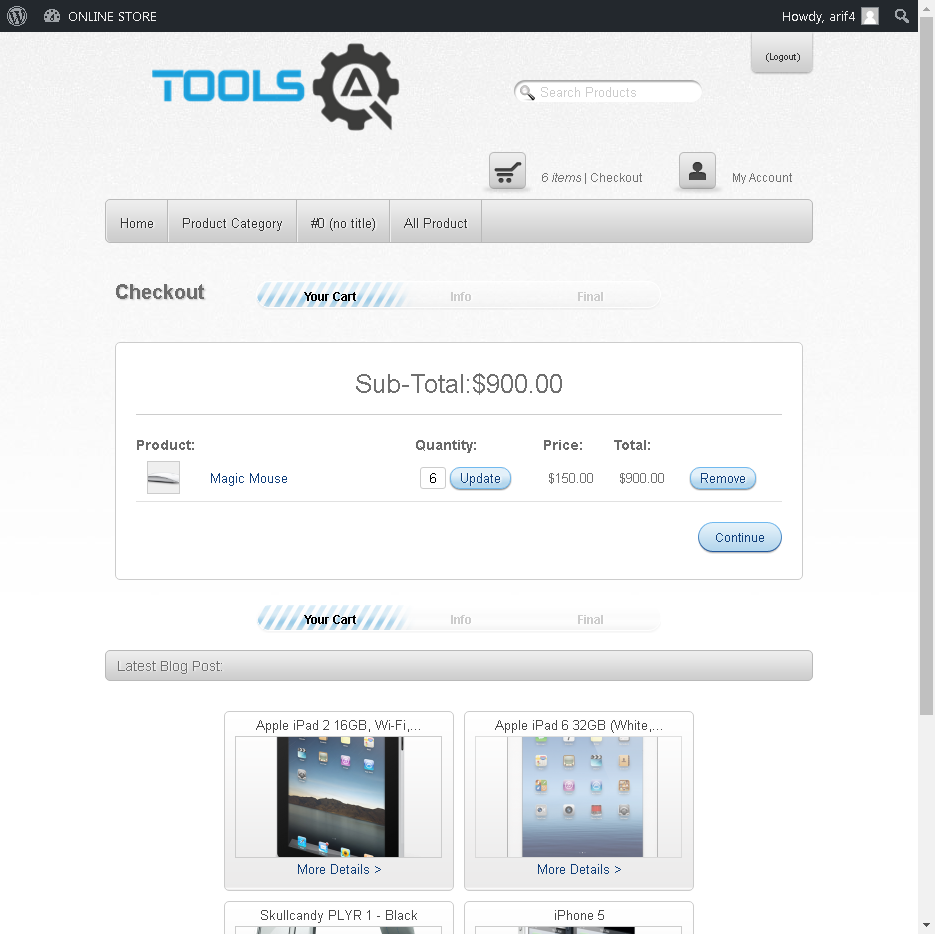 ONLINE STORE
Howdy, arif4
(Logout)
TOOLS QA
Search Products
6 items | Checkout
My Account
Home
Product Category
#0 (no title)
All Product
Checkout
Your Cart
Info
Final
Sub-Total:$900.00
Product:
Quantity:
Price:
Total:
Magic Mouse
6
Update
$150.00
$900.00
Remove
Continue
Your Cart
Info
Final
Latest Blog Post:
Apple iPad 2 16GB, Wi-Fi,...
Apple iPad 6 32GB (White,...
More Details >
More Details >
Skullcandy PLYR 1 - Black
iPhone 5